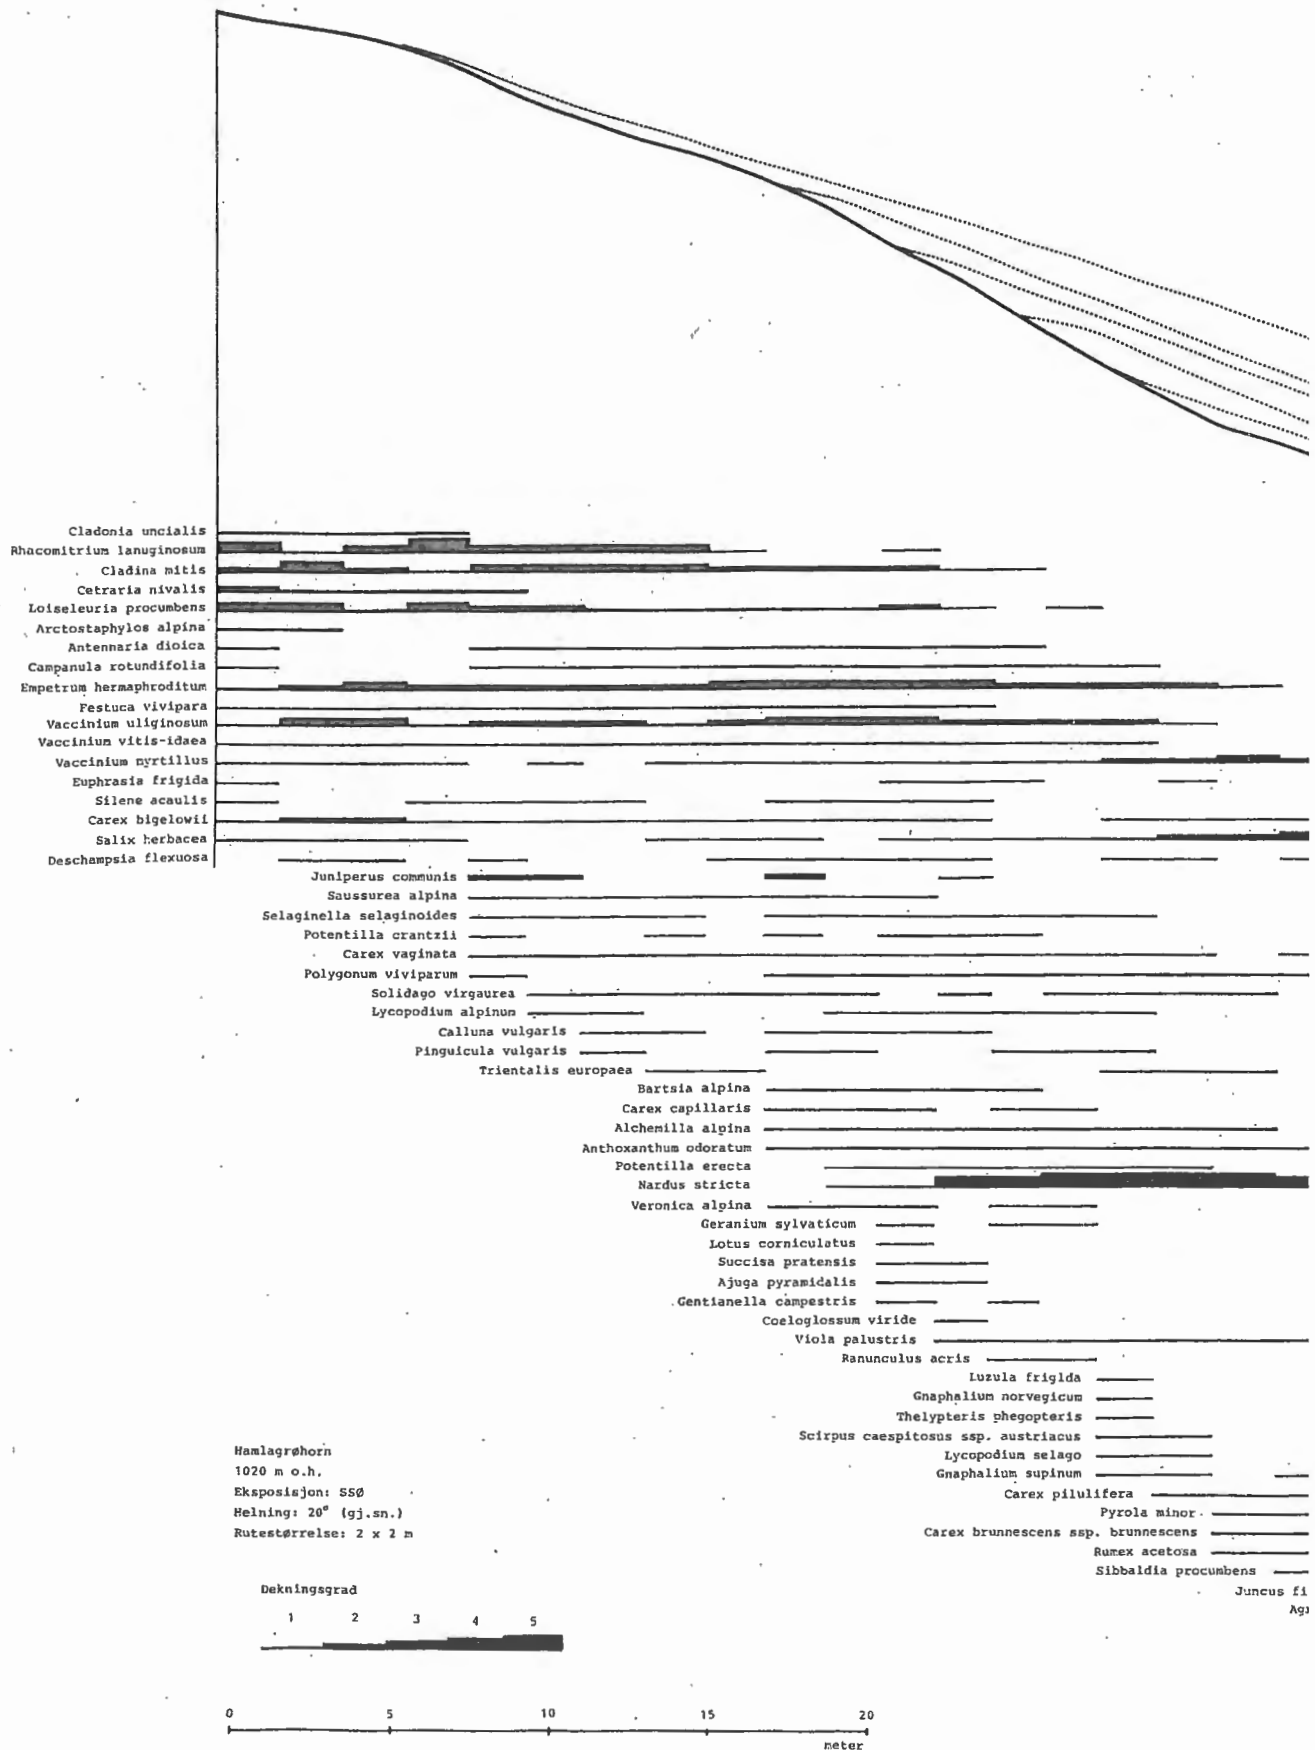 Cladonia uncialis
Rhacomitrium lanuginosum
Cladina mitis
Cetraria nivalis
Loiseleuria procumbens
Arctostaphylos alpina
Antennaria dioica
Campanula rotundifolia
Empetrum hermaphroditum
Festuca vivipara
Vaccinium uliginosum
Vaccinium vitis-idaea
Vaccinium myrtillus
Euphrasia frigida
Silene acaulis
Carex bigelowii
Salix herbacea
Deschampsia flexuosa
Juniperus communis
Saussurea alpina
Selaginella selaginoides
Potentilla crantzii
Carex vaginata
Polygonum viviparum
Solidago virgaurea
Lycopodium alpinum
Calluna vulgaris
Pinguicula vulgaris
Trientalis europaea
Bartsia alpina
Carex capillaris
Alchemilla alpina
Anthoxanthum odoratum
Potentilla erecta
Nardus stricta
Veronica alpina
Geranium sylvaticum
Lotus corniculatus
Succisa pratensis
Ajuga pyramidalis
Gentianella campestris
Coeloglossum viride
Viola palustris
Ranunculus acris
Luzula frigida
Gnaphalium norvegicum
Thelypteris phegopteris
Scirpus caespitosus ssp. austriacus
Lycopodium selago
Gnaphalium supinum
Carex pilulifera
Pyrola minor
Carex brunnescens ssp. brunnescens
Rumex acetosa
Sibbaldia procumbens
Juncus fi
Ag
Hamlagrøhorn
1020 m o.h.
Eksposisjon: SSØ
Helning: 20° (gj.sn.)
Rutestørrelse: 2 x 2 m
Dekningsgrad
1 2 3 4 5
0 5 10 15 20
meter